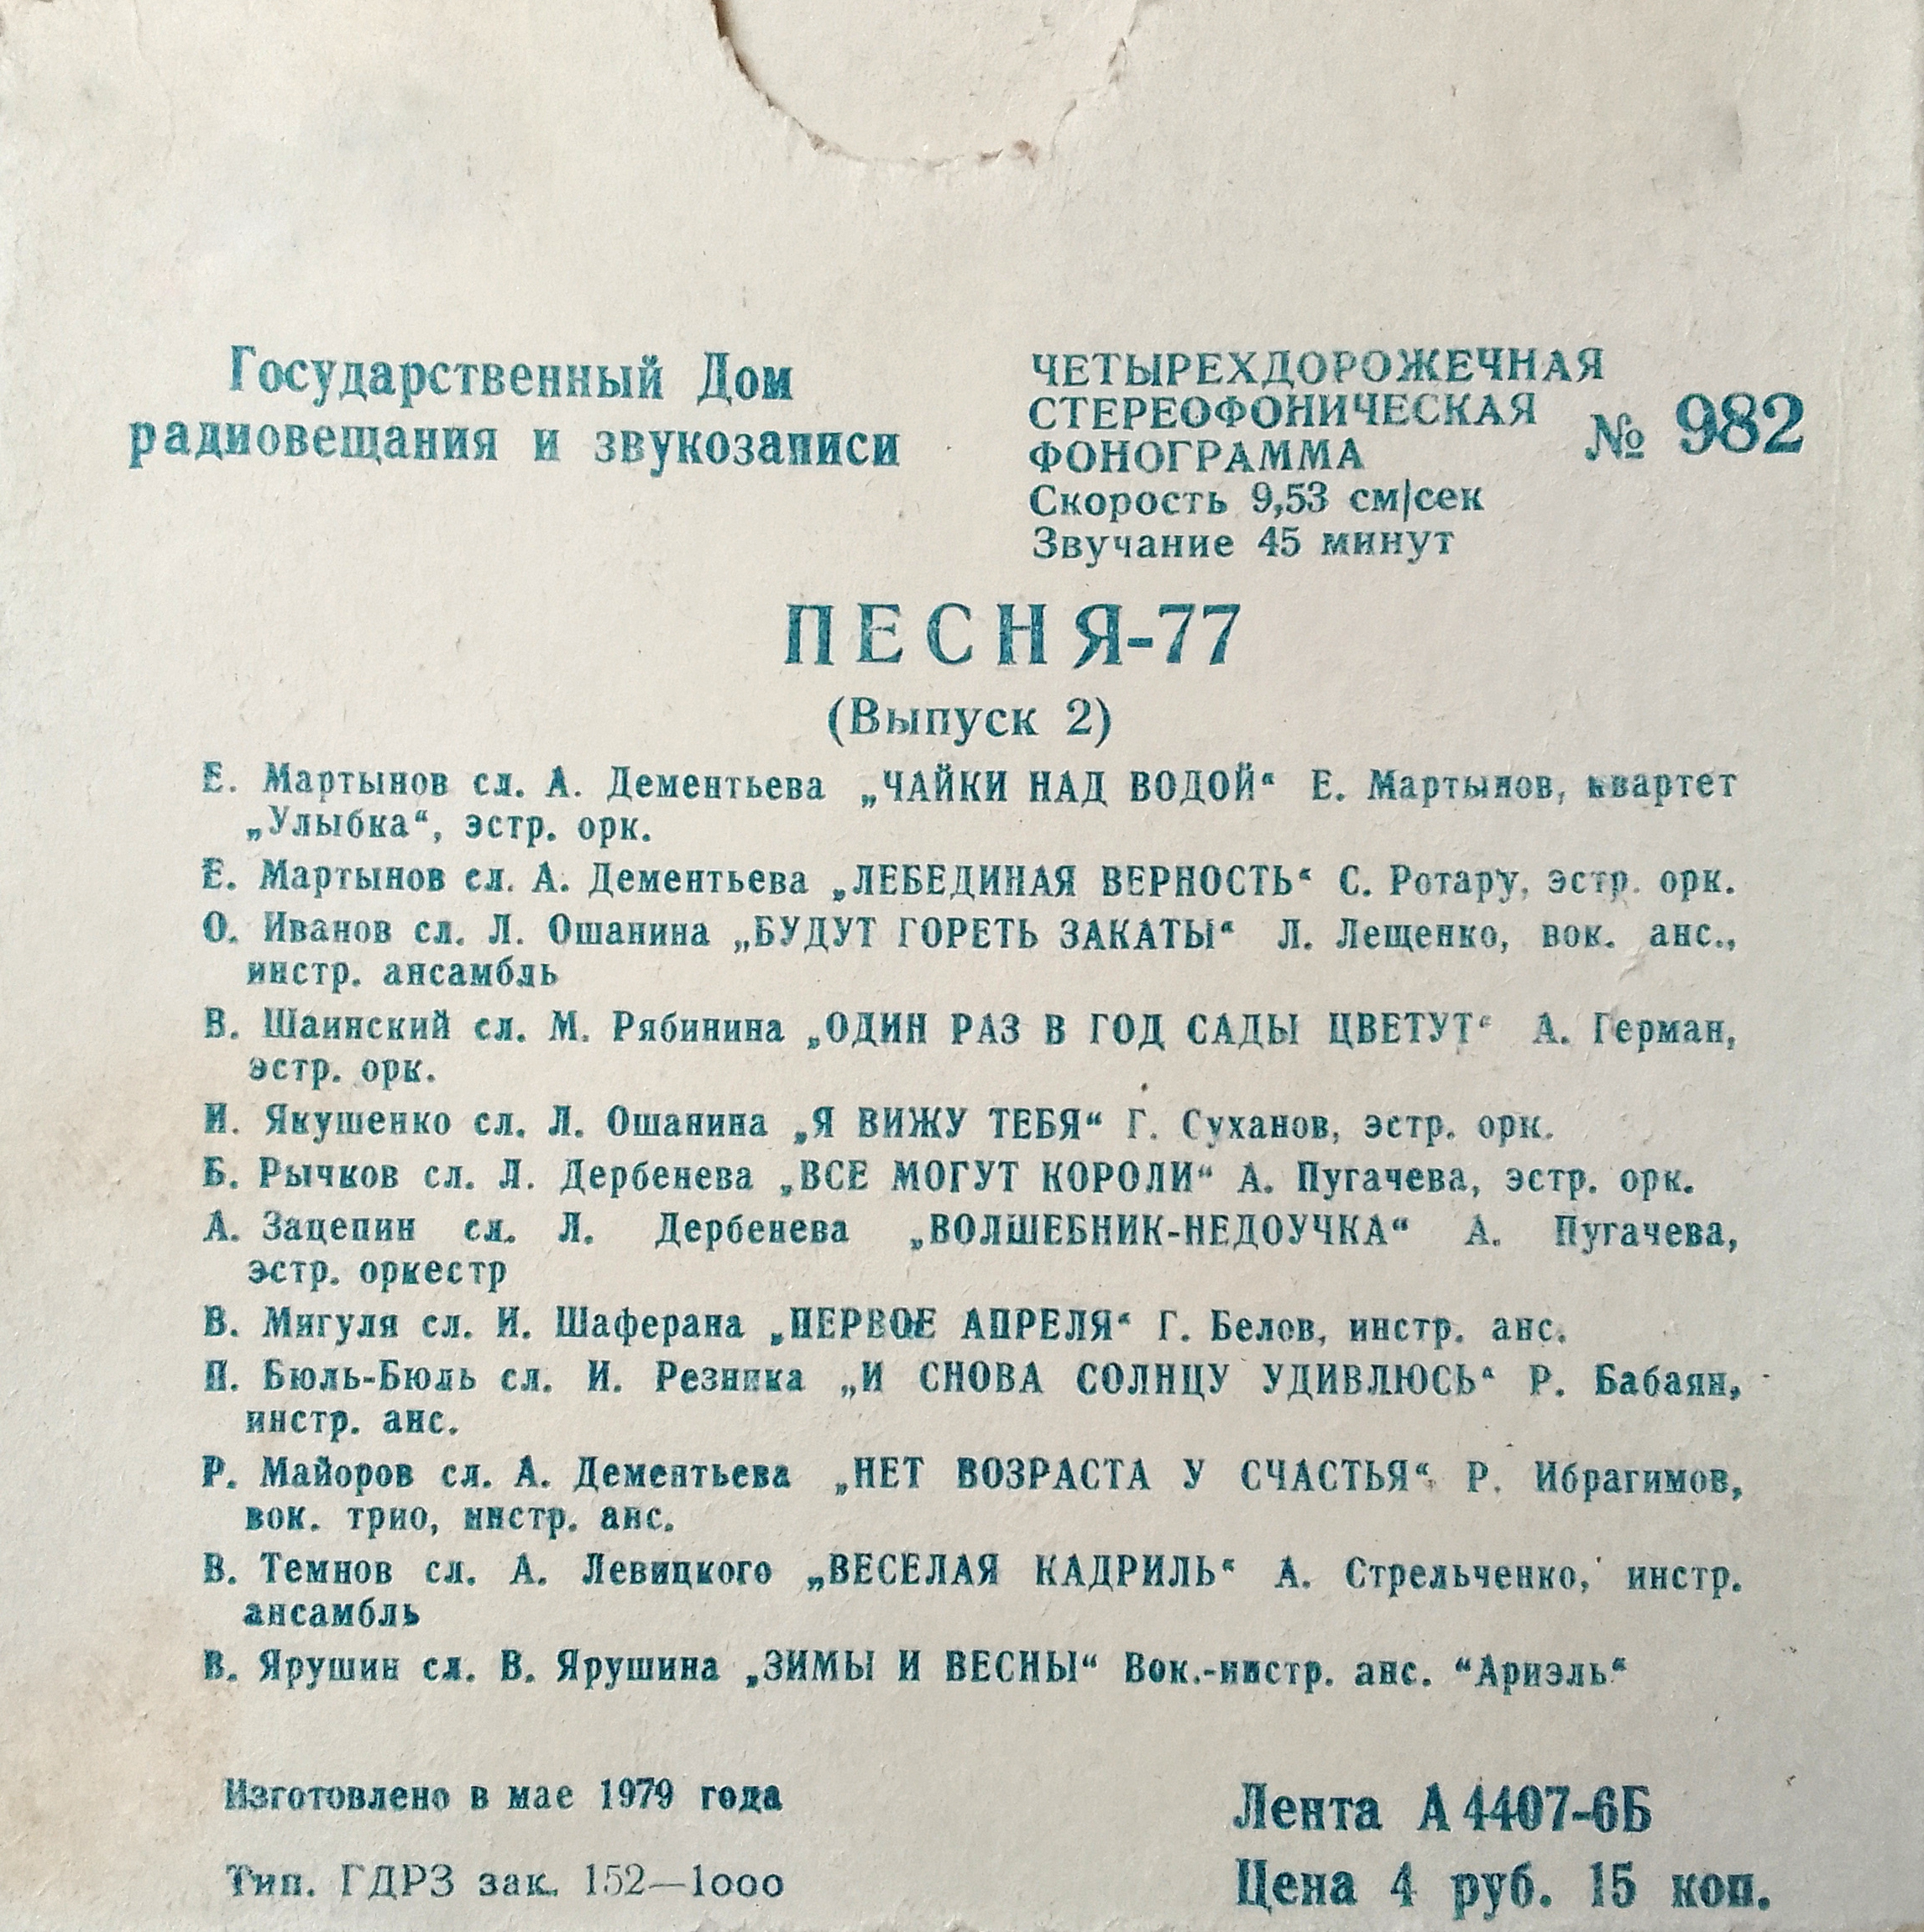 Государственный Дом
радиовещания и звукозаписи
ЧЕТЫРЕХДОРОЖЕЧНАЯ
СТЕРЕОФОНИЧЕСКАЯ
ФОНОГРАММА
Скорость 9,53 см/сек
Звучание 45 минут
№ 982
ПЕСНЯ-77
(Выпуск 2)
Е. Мартынов сл. А. Дементьева „ЧАЙКИ НАД ВОДОЙ“ Е. Мартынов, квартет
„Улыбка“, эстр. орк.
Е. Мартынов сл. А. Дементьева „ЛЕБЕДИНАЯ ВЕРНОСТЬ“ С. Ротару, эстр. орк.
О. Иванов сл. Л. Ошанина „БУДУТ ГОРЕТЬ ЗАКАТЫ“ Л. Лещенко, вок. анс.,
инстр. ансамбль
В. Шаинский сл. М. Рябинина „ОДИН РАЗ В ГОД САДЫ ЦВЕТУТ“ А. Герман,
эстр. орк.
И. Якушенко сл. Л. Ошанина „Я ВИЖУ ТЕБЯ“ Г. Суханов, эстр. орк.
Б. Рычков сл. Л. Дербенева „ВСЕ МОГУТ КОРОЛИ“ А. Пугачева, эстр. орк.
А. Зацепин сл. Л. Дербенева „ВОЛШЕБНИК-НЕДОУЧКА“ А. Пугачева,
эстр. оркестр
В. Мигуля сл. И. Шаферана „ПЕРВОЕ АПРЕЛЯ“ Г. Белов, инстр. анс.
П. Бюль-Бюль сл. И. Резника „И СНОВА СОЛНЦУ УДИВЛЮСЬ“ Р. Бабаян,
инстр. анс.
Р. Майоров сл. А. Дементьева „НЕТ ВОЗРАСТА У СЧАСТЬЯ“ Р. Ибрагимов,
вок. трио, инстр. анс.
В. Темнов сл. А. Левицкого „ВЕСЕЛАЯ КАДРИЛЬ“ А. Стрельченко, инстр.
ансамбль
В. Ярушин сл. В. Ярушина „ЗИМЫ И ВЕСНЫ“ Вок.-инстр. анс. “Ариэль“
Изготовлено в мае 1979 года
Тип. ГДРЗ зак. 152—1000
Лента А 4407-6Б
Цена 4 руб. 15 коп.